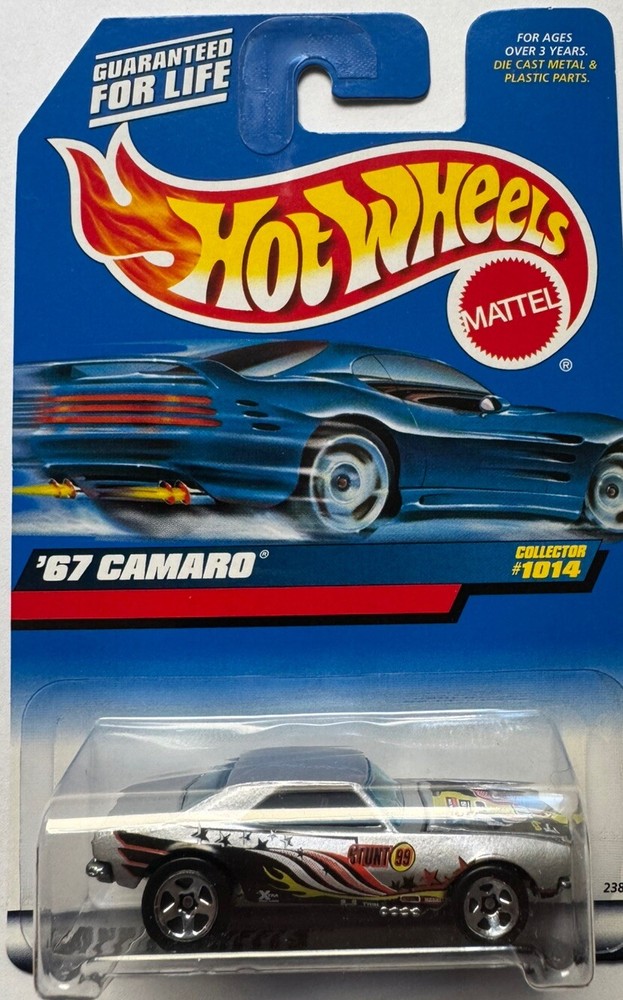 GUARANTEED
FOR LIFE
FOR AGES
OVER 3 YEARS.
DIE CAST METAL &
PLASTIC PARTS.
HOT WHEELS
MATTEL
®
'67 CAMARO®
COLLECTOR
#1014
STUNT 99
238